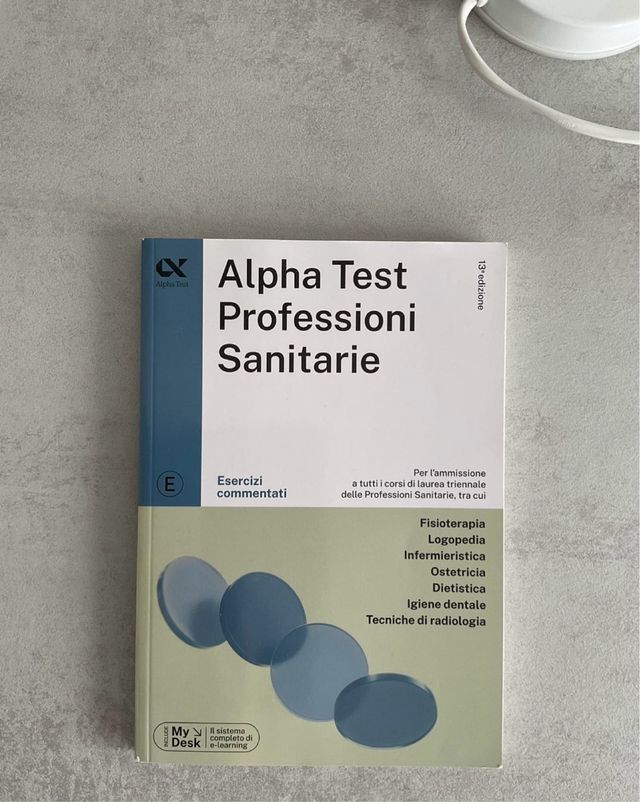 Alpha Test
Alpha Test
Professioni
Sanitarie
13ª edizione
E
Esercizi
commentati
Per l'ammissione
a tutti i corsi di laurea triennale
delle Professioni Sanitarie, tra cui
Fisioterapia
Logopedia
Infermieristica
Ostetricia
Dietistica
Igiene dentale
Tecniche di radiologia
INCLUDE
My
Desk
Il sistema
completo di
e-learning